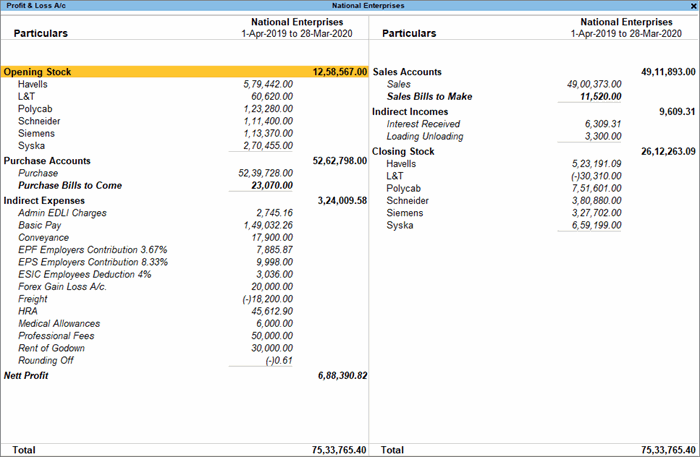 Profit & Loss A/c National Enterprises ×
Particulars National Enterprises 1-Apr-2019 to 28-Mar-2020
Opening Stock 12,58,567.00
Havells 5,79,442.00
L&T 60,620.00
Polycab 1,23,280.00
Schneider 1,11,400.00
Siemens 1,13,370.00
Syska 2,70,455.00
Purchase Accounts 52,62,798.00
Purchase 52,39,728.00
Purchase Bills to Come 23,070.00
Indirect Expenses 3,24,009.58
Admin EDLI Charges 2,745.16
Basic Pay 1,49,032.26
Conveyance 17,900.00
EPF Employers Contribution 3.67% 7,885.87
EPS Employers Contribution 8.33% 9,998.00
ESIC Employees Deduction 4% 3,036.00
Forex Gain Loss A/c. 20,000.00
Freight (-)18,200.00
HRA 45,612.90
Medical Allowances 6,000.00
Professional Fees 50,000.00
Rent of Godown 30,000.00
Rounding Off (-)0.61
Nett Profit 6,88,390.82
Total 75,33,765.40
Particulars National Enterprises 1-Apr-2019 to 28-Mar-2020
Sales Accounts 49,11,893.00
Sales 49,00,373.00
Sales Bills to Make 11,520.00
Indirect Incomes 9,609.31
Interest Received 6,309.31
Loading Unloading 3,300.00
Closing Stock 26,12,263.09
Havells 5,23,191.09
L&T (-)30,310.00
Polycab 7,51,601.00
Schneider 3,80,880.00
Siemens 3,27,702.00
Syska 6,59,199.00
Total 75,33,765.40